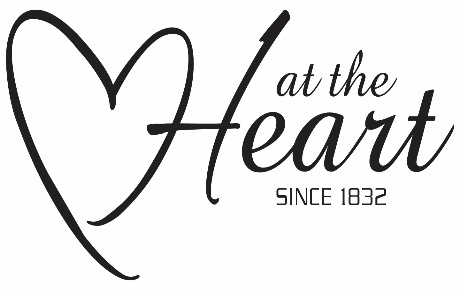 at the
Heart
SINCE 1832